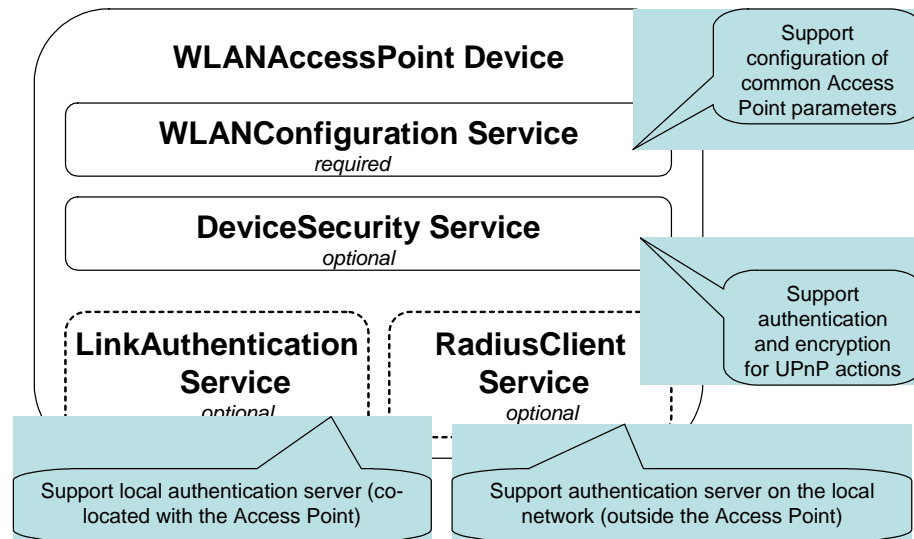 WLANAccessPoint Device
Support
configuration of
common Access
Point parameters
WLANConfiguration Service
required
DeviceSecurity Service
optional
Support
authentication
and encryption
for UPnP actions
LinkAuthentication
Service
optional
RadiusClient
Service
optional
Support local authentication server (co-
located with the Access Point)
Support authentication server on the local
network (outside the Access Point)